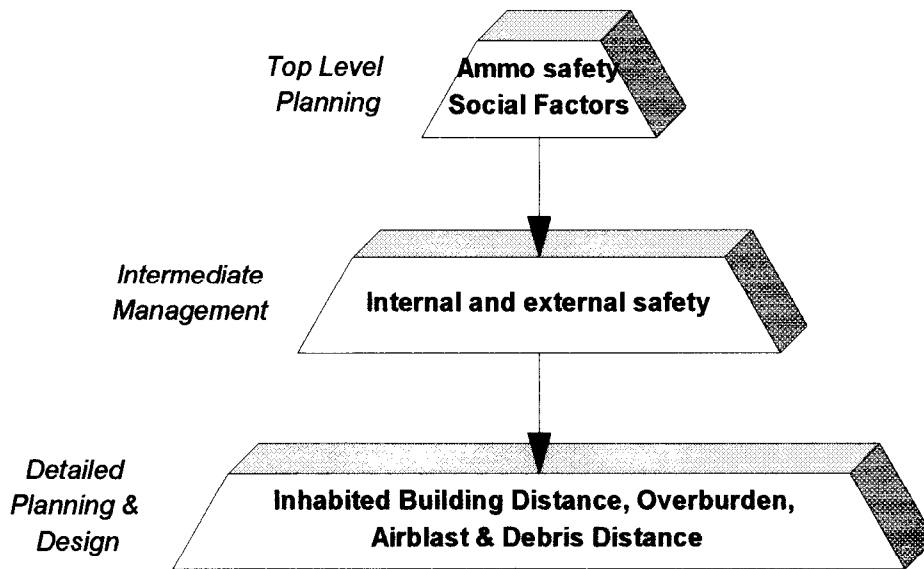 Top Level
Planning
Ammo safety
Social Factors
Intermediate
Management
Internal and external safety
Detailed
Planning &
Design
Inhabited Building Distance, Overburden,
Airblast & Debris Distance